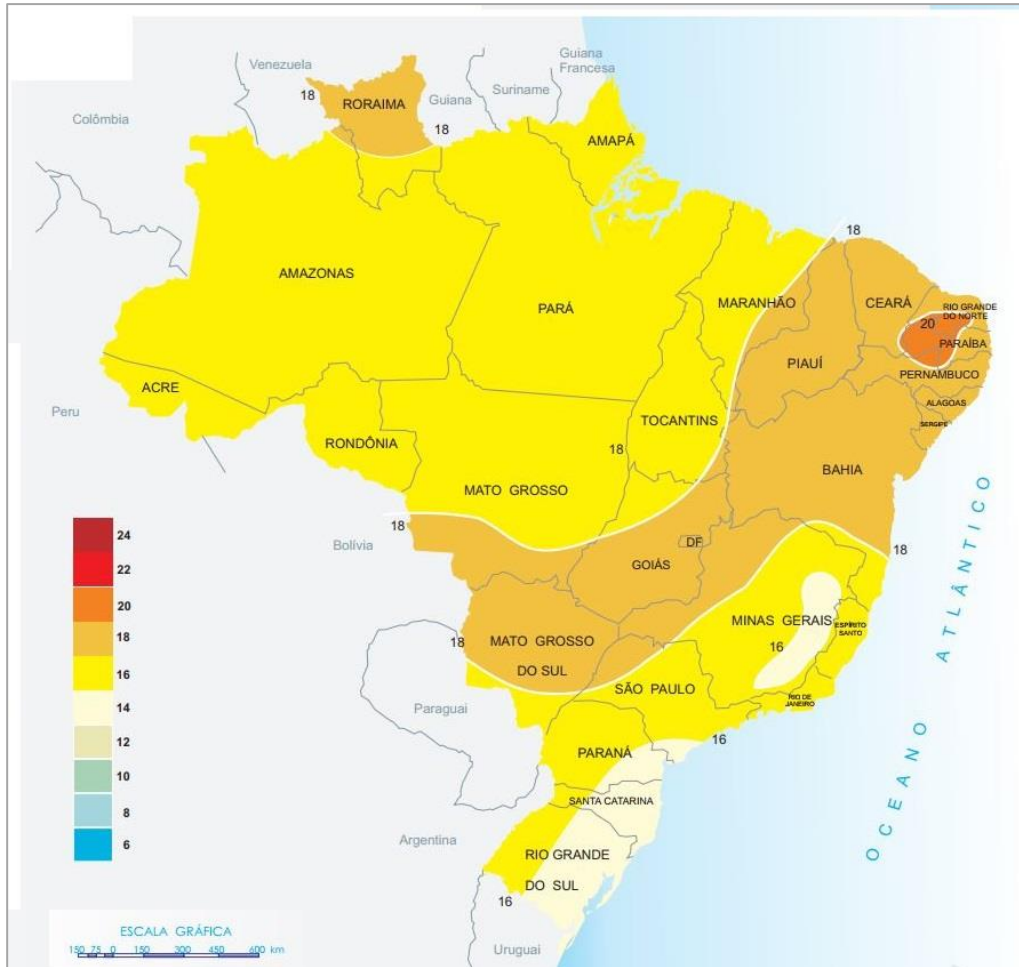 Venezuela
Guiana
Francesa
Suriname
Guiana
18
RORAIMA
18
Colômbia
AMAPÁ
18
AMAZONAS
PARÁ
MARANHÃO
CEARÁ
RIO GRANDE
DO NORTE
20
PARAÍBA
PIAUÍ
PERNAMBUCO
ACRE
Peru
TOCANTINS
ALAGOAS
SERGIPE
RONDÔNIA
18
BAHIA
MATO GROSSO
18
Bolívia
DF
18
GOIÁS
MINAS GERAIS
ESPÍRITO
SANTO
18
MATO GROSSO
DO SUL
16
SÃO PAULO
RIO DE
JANEIRO
Paraguai
16
PARANÁ
SANTA CATARINA
Argentina
RIO GRANDE
DO SUL
16
Uruguai
OCEANO ATLÂNTICO
24
22
20
18
16
14
12
10
8
6
ESCALA GRÁFICA
150 75 0 150 300 450 600 km